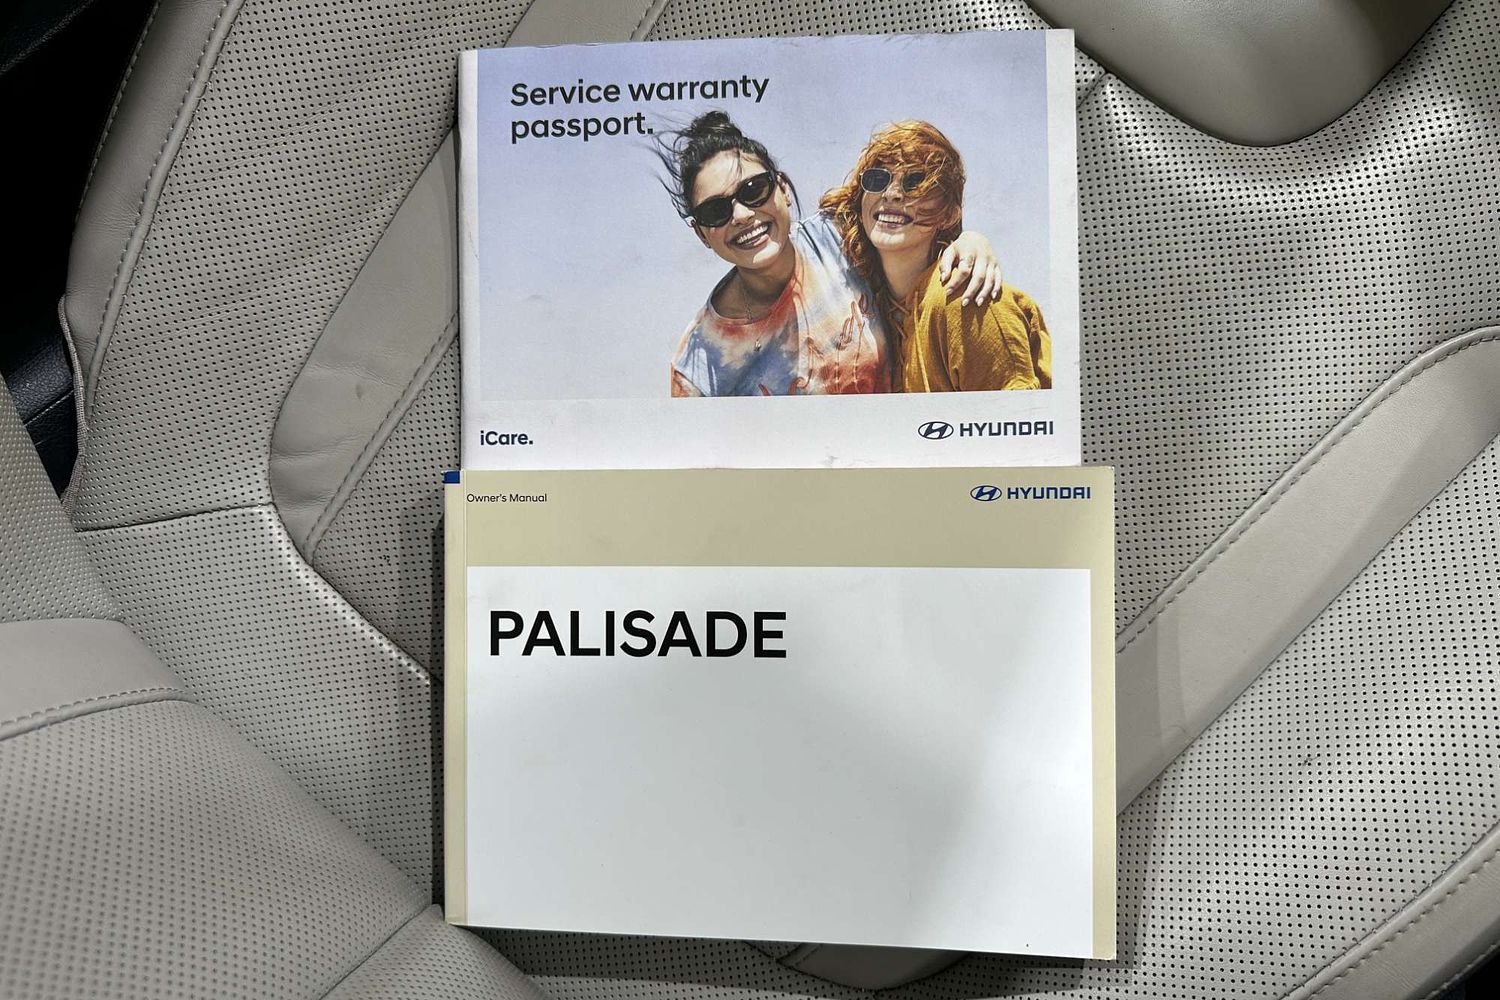 Service warranty
passport.
iCare.
HYUNDAI
Owner's Manual
HYUNDAI
PALISADE